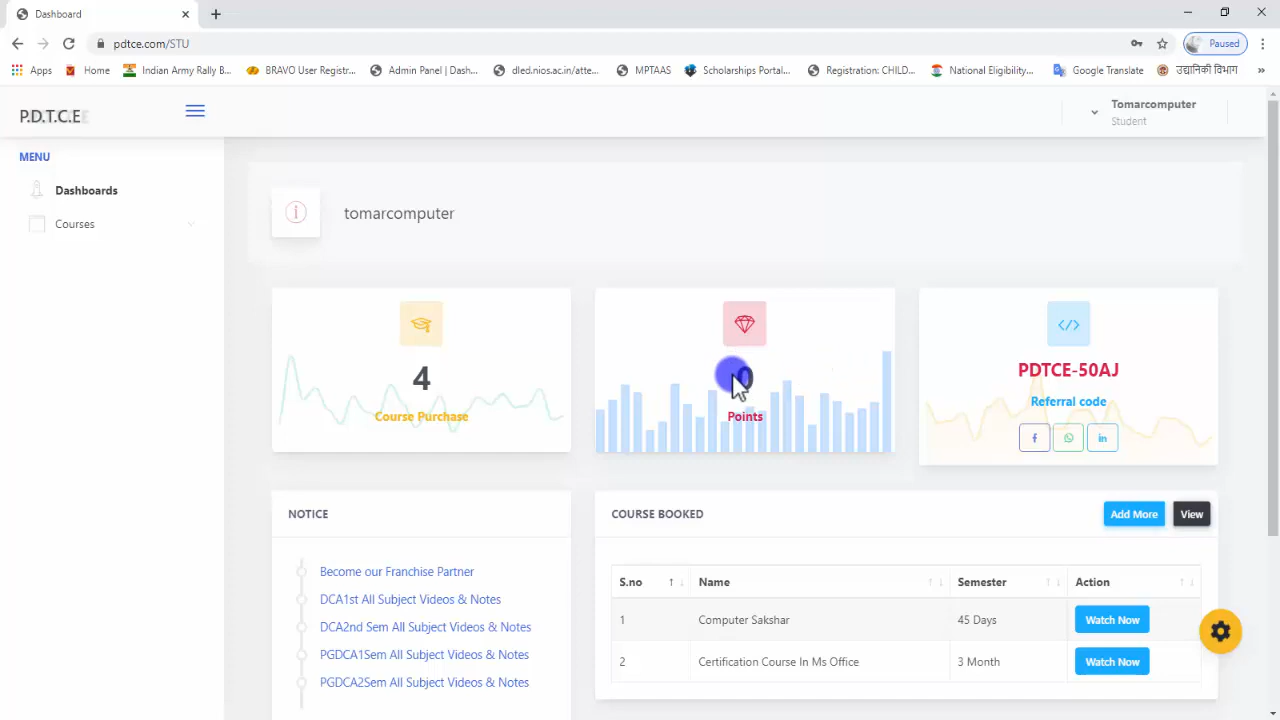 Dashboard
pdtce.com/STU
Paused
Apps
Home
Indian Army Rally B...
BRAVO User Registr...
Admin Panel | Dash...
dled.nios.ac.in/atte...
MPTAAS
Scholarships Portal...
Registration: CHILD...
National Eligibility...
Google Translate
उद्यानिकी विभाग
»
P.D.T.C.E
Tomarcomputer
Student
MENU
Dashboards
Courses
tomarcomputer
4
Course Purchase
0
Points
PDTCE-50AJ
Referral code
NOTICE
Become our Franchise Partner
DCA1st All Subject Videos & Notes
DCA2nd Sem All Subject Videos & Notes
PGDCA1Sem All Subject Videos & Notes
PGDCA2Sem All Subject Videos & Notes
COURSE BOOKED
Add More
View
S.no Name Semester Action
1 Computer Sakshar 45 Days Watch Now
2 Certification Course In Ms Office 3 Month Watch Now